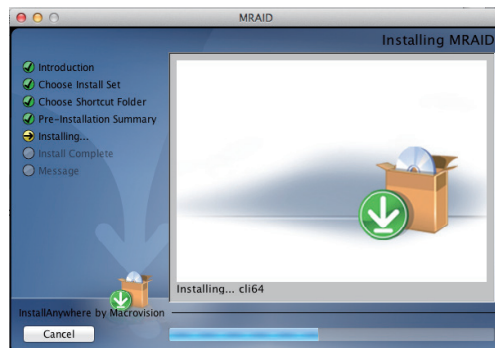 MRAID
Installing MRAID
Introduction
Choose Install Set
Choose Shortcut Folder
Pre-Installation Summary
Installing...
Install Complete
Message
Installing... cli64
InstallAnywhere by Macrovision
Cancel